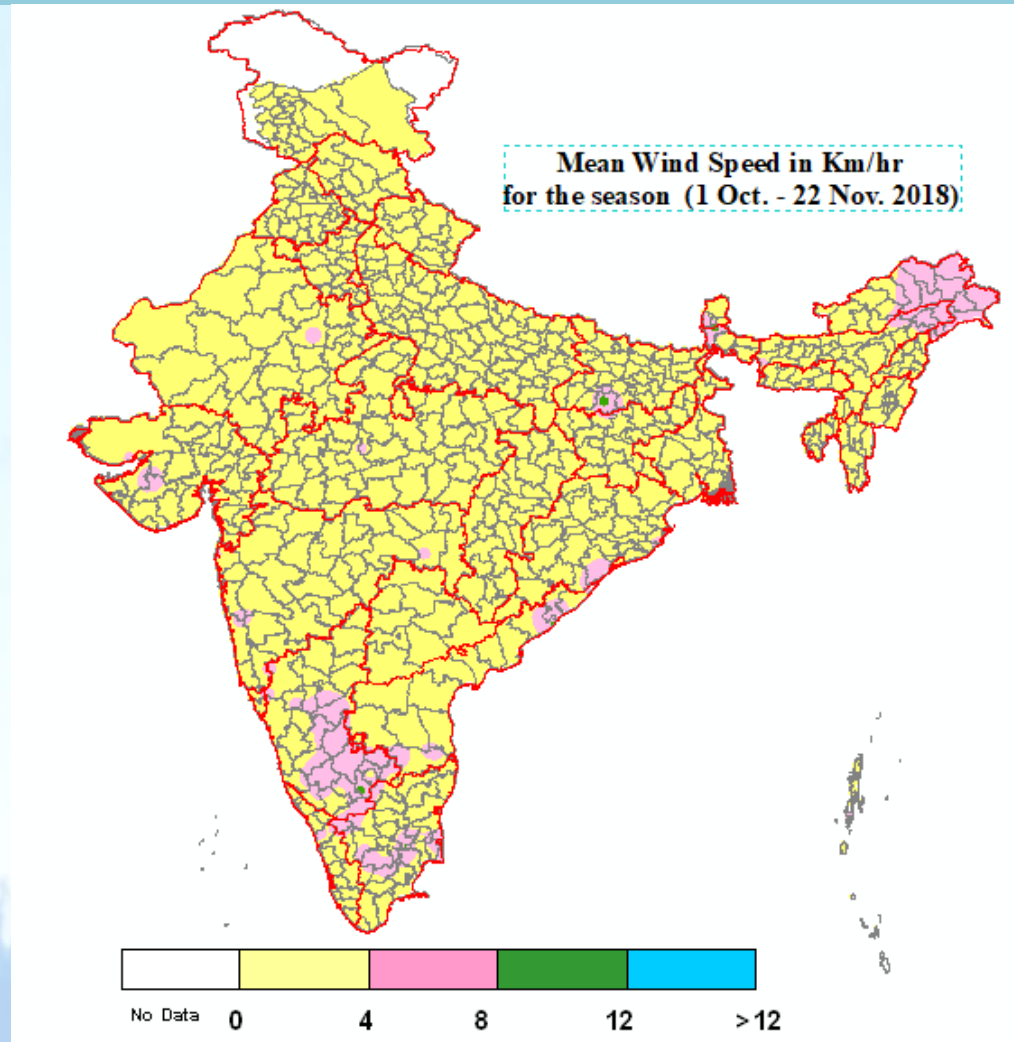 Mean Wind Speed in Km/hr
for the season (1 Oct. - 22 Nov. 2018)
No Data 0 4 8 12 >12